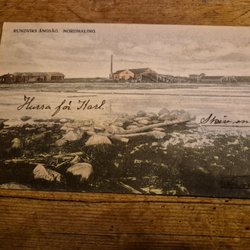 RUNDVIKS ÅNGSÅG. NORDMALING.
Hurra för Karl.